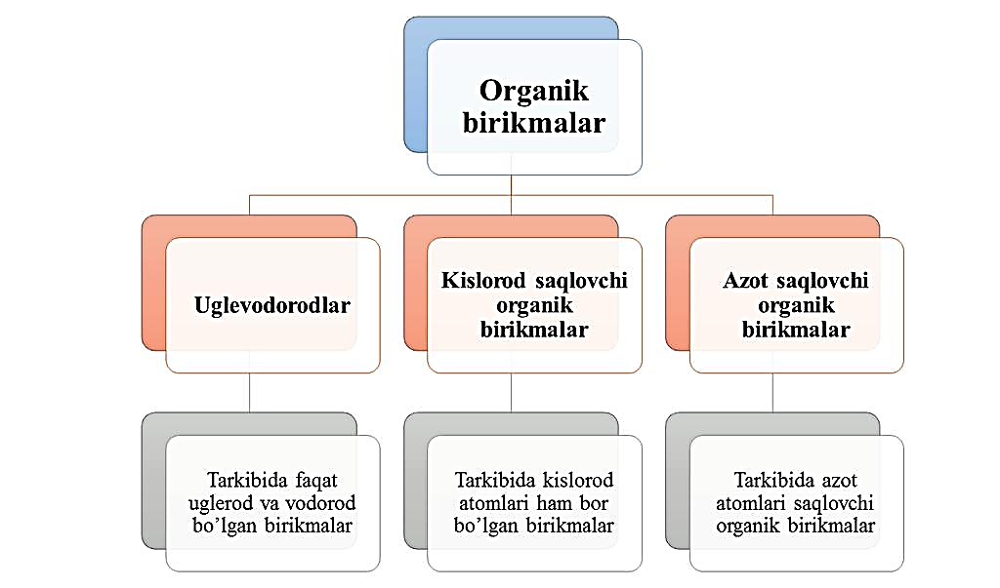 Organik
birikmalar
Uglevodorodlar
Kislorod saqlovchi
organik
birikmalar
Azot saqlovchi
organik
birikmalar
Tarkibida faqat
uglerod va vodorod
bo’lgan birikmalar
Tarkibida kislorod
atomlari ham bor
bo’lgan birikmalar
Tarkibida azot
atomlari saqlovchi
organik birikmalar